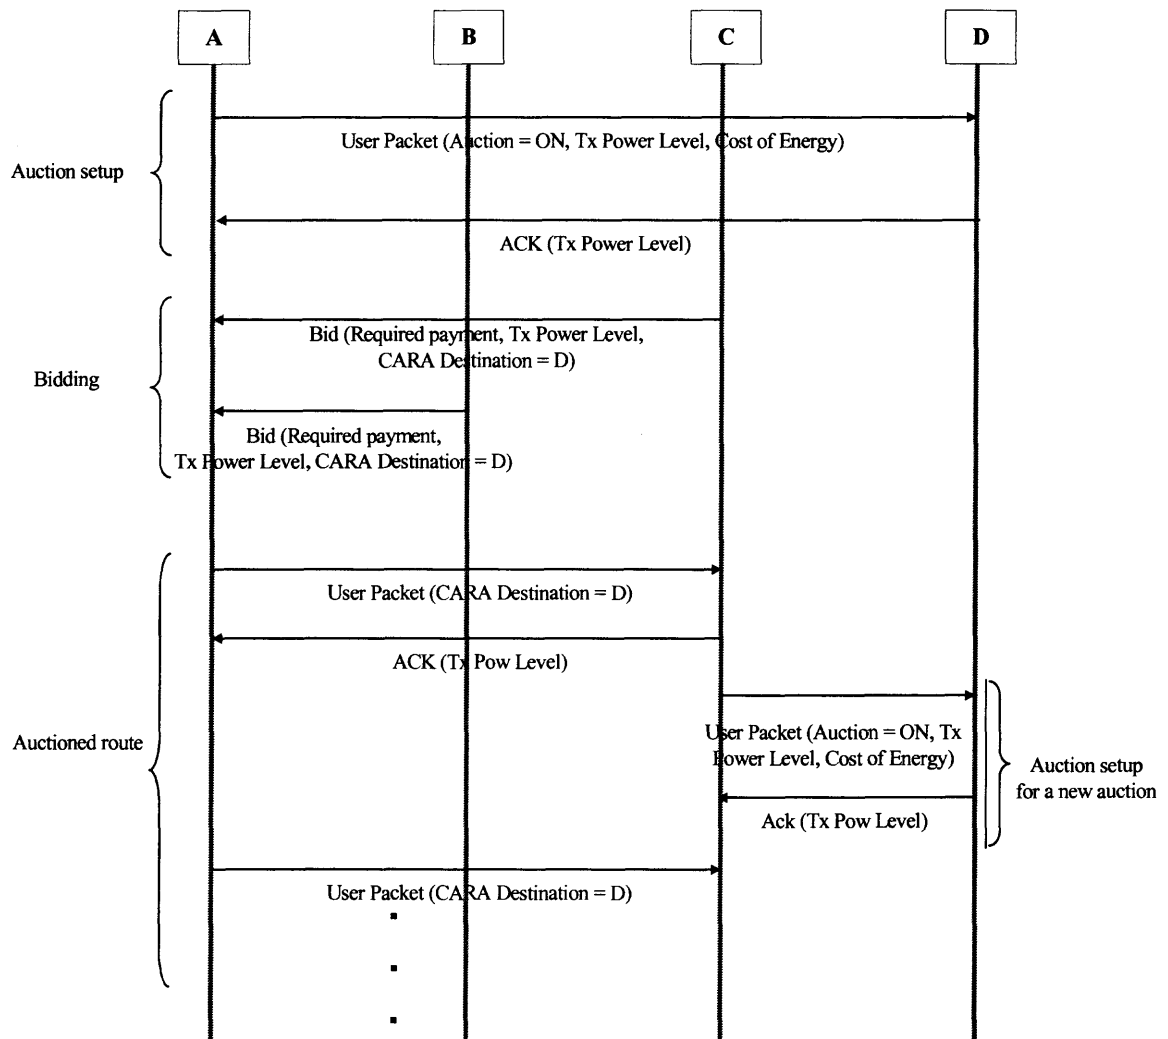 A
B
C
D
User Packet (Auction = ON, Tx Power Level, Cost of Energy)
Auction setup
ACK (Tx Power Level)
Bid (Required payment, Tx Power Level,
CARA Destination = D)
Bidding
Bid (Required payment,
Tx Power Level, CARA Destination = D)
User Packet (CARA Destination = D)
ACK (Tx Pow Level)
Auctioned route
User Packet (Auction = ON, Tx
Power Level, Cost of Energy)
Auction setup
for a new auction
Ack (Tx Pow Level)
User Packet (CARA Destination = D)